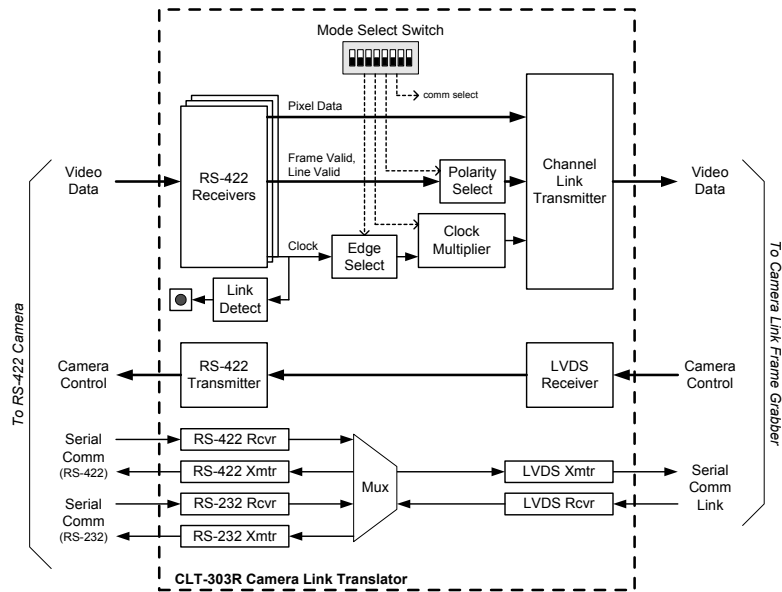 Mode Select Switch
comm select
Pixel Data
Frame Valid,
Line Valid
RS-422
Receivers
Polarity
Select
Channel
Link
Transmitter
Video
Data
Video
Data
Clock
Edge
Select
Clock
Multiplier
Link
Detect
To RS-422 Camera
To Camera Link Frame Grabber
Camera
Control
RS-422
Transmitter
LVDS
Receiver
Camera
Control
Serial
Comm
(RS-422)
RS-422 Rcvr
RS-422 Xmtr
Serial
Comm
(RS-232)
RS-232 Rcvr
RS-232 Xmtr
Mux
LVDS Xmtr
LVDS Rcvr
Serial
Comm
Link
CLT-303R Camera Link Translator